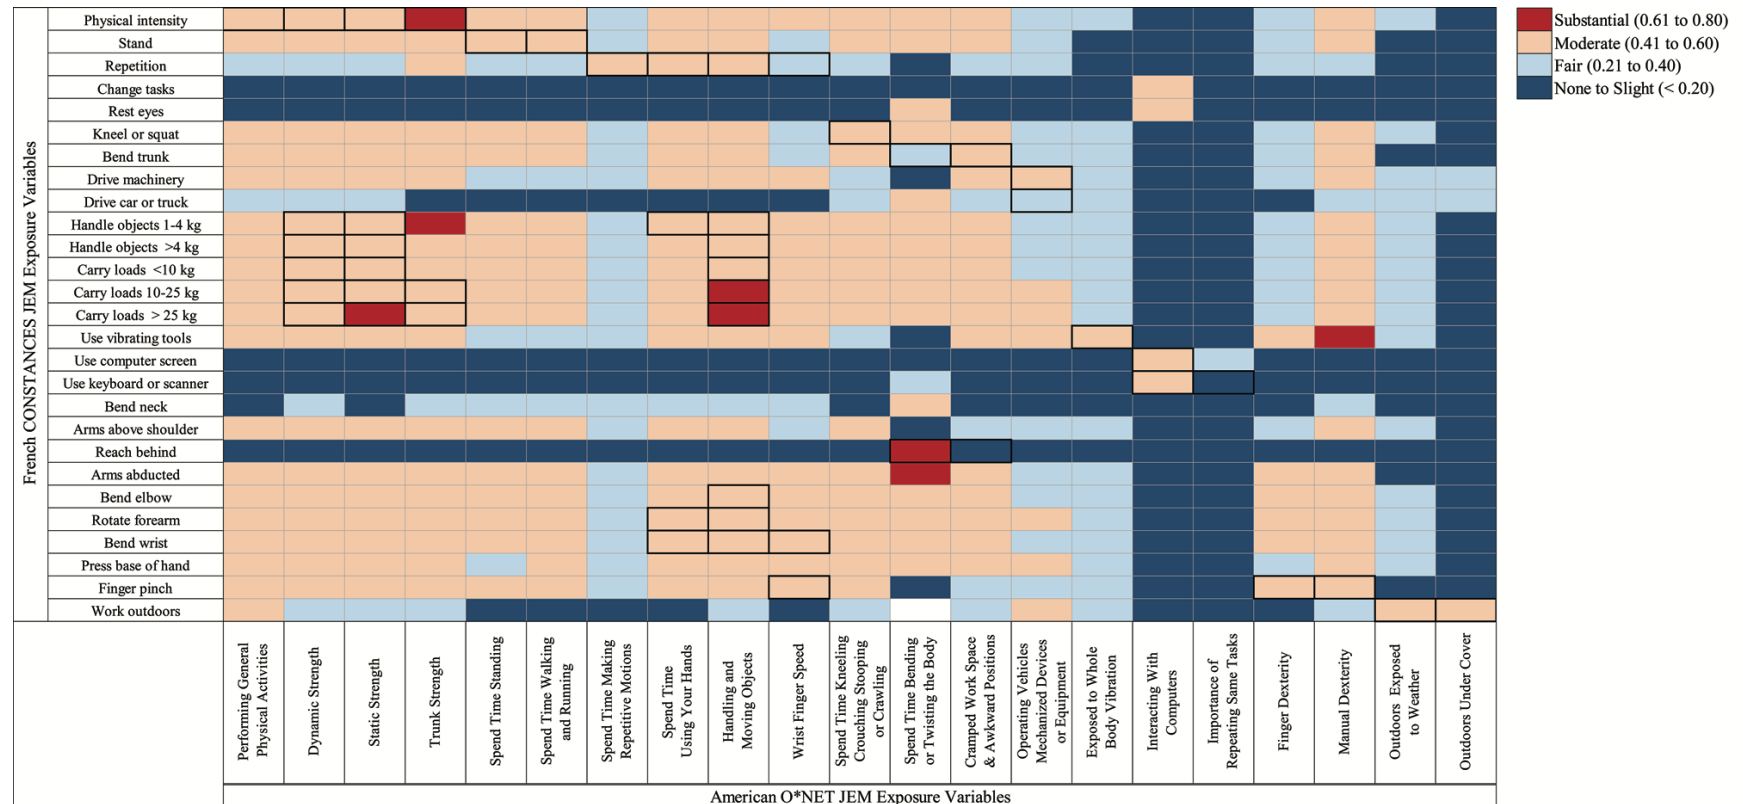 Physical intensity
Stand
Repetition
Change tasks
Rest eyes
Kneel or squat
Bend trunk
Drive machinery
Drive car or truck
Handle objects 1-4 kg
Handle objects >4 kg
Carry loads <10 kg
Carry loads 10-25 kg
Carry loads > 25 kg
Use vibrating tools
Use computer screen
Use keyboard or scanner
Bend neck
Arms above shoulder
Reach behind
Arms abducted
Bend elbow
Rotate forearm
Bend wrist
Press base of hand
Finger pinch
Work outdoors
French CONSTANCES JEM Exposure Variables
Substantial (0.61 to 0.80)
Moderate (0.41 to 0.60)
Fair (0.21 to 0.40)
None to Slight (< 0.20)
Performing General
Physical Activities
Dynamic Strength
Static Strength
Trunk Strength
Spend Time Standing
Spend Time Walking
and Running
Spend Time Making
Repetitive Motions
Spend Time
Using Your Hands
Handling and
Moving Objects
Wrist Finger Speed
Spend Time Kneeling
Crouching Stooping
or Crawling
Spend Time Bending
or Twisting the Body
Cramped Work Space
& Awkward Positions
Operating Vehicles
Mechanized Devices
or Equipment
Exposed to Whole
Body Vibration
Interacting With
Computers
Importance of
Repeating Same Tasks
Finger Dexterity
Manual Dexterity
Outdoors Exposed
to Weather
Outdoors Under Cover
American O*NET JEM Exposure Variables